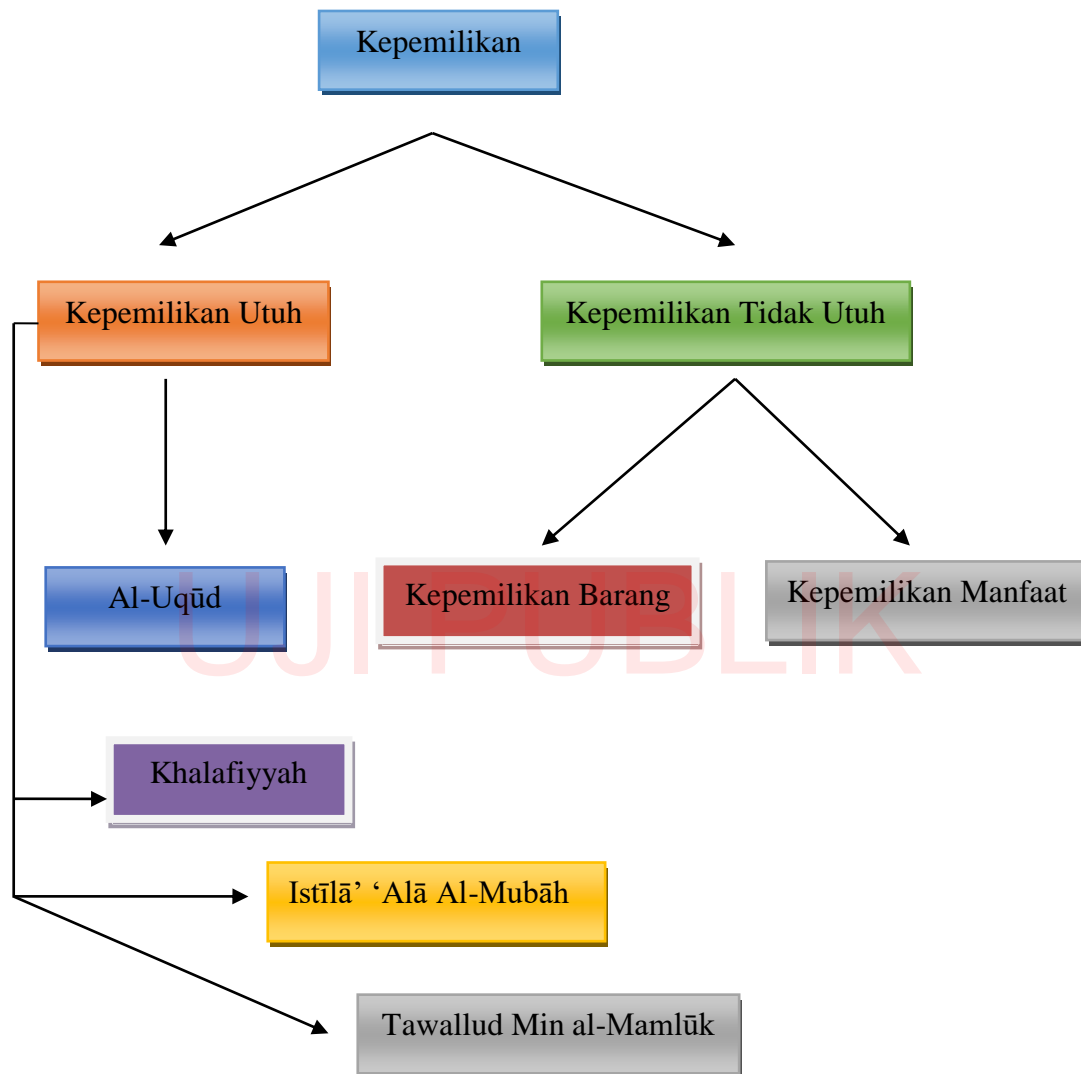 Kepemilikan
Kepemilikan Utuh
Kepemilikan Tidak Utuh
Al-Uqūd
Kepemilikan Barang
Kepemilikan Manfaat
UJI PUBLIK
Khalafiyyah
Istīlā’ ‘Alā Al-Mubāh
Tawallud Min al-Mamlūk